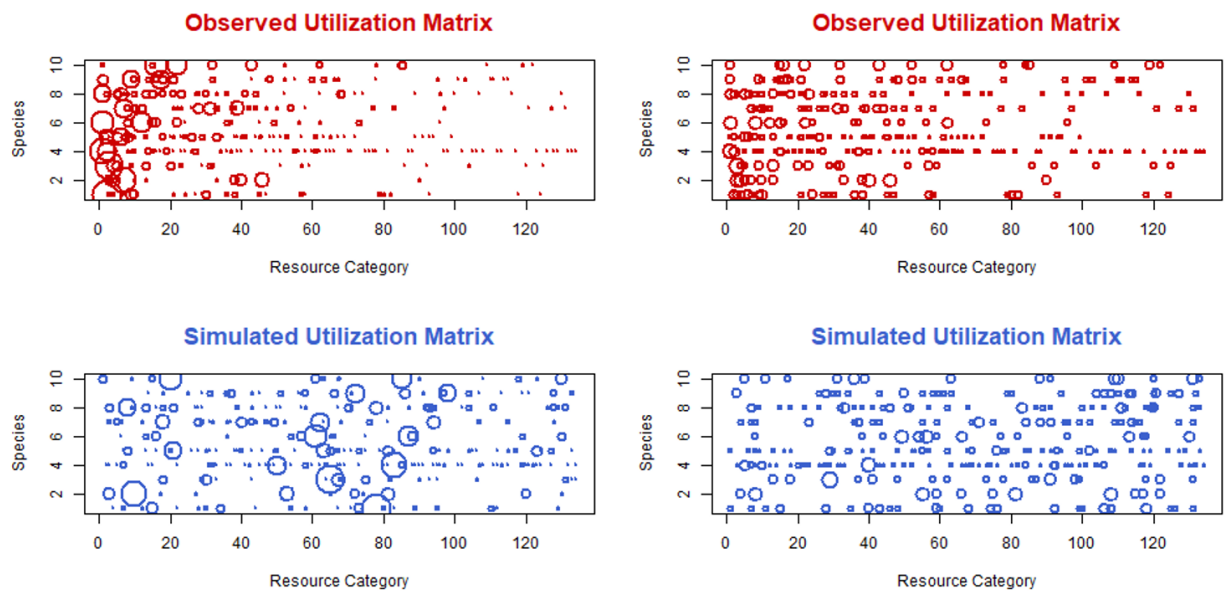 Observed Utilization Matrix
Species
10
8
6
4
2
0 20 40 60 80 100 120
Resource Category
Observed Utilization Matrix
Species
10
8
6
4
2
0 20 40 60 80 100 120
Resource Category
Simulated Utilization Matrix
Species
10
8
6
4
2
0 20 40 60 80 100 120
Resource Category
Simulated Utilization Matrix
Species
10
8
6
4
2
0 20 40 60 80 100 120
Resource Category